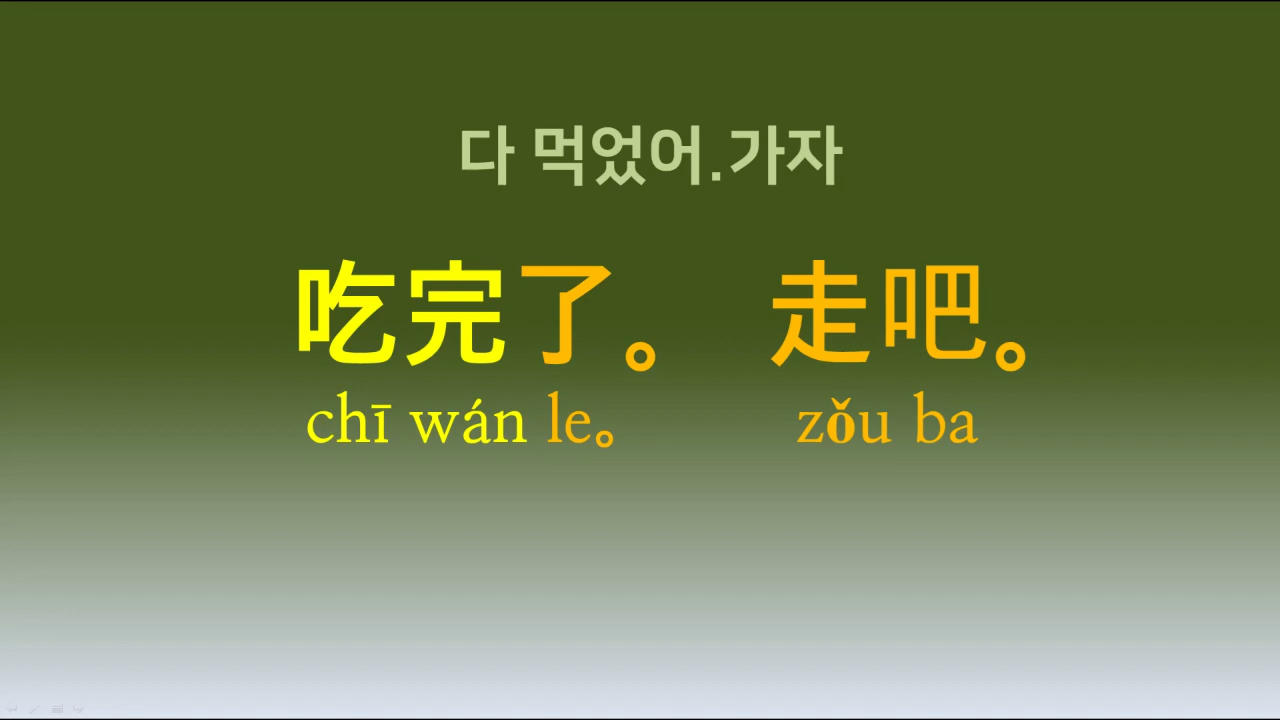 다 먹었어.가자
吃完了。 走吧。
chī wán le。 zǒu ba